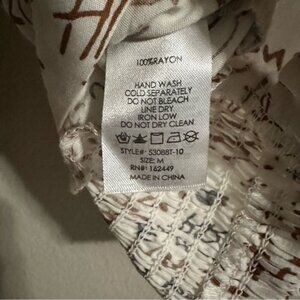 100%RAYON
HAND WASH
COLD SEPARATELY
DO NOT BLEACH
LINE DRY
IRON LOW
DO NOT DRY CLEAN
STYLE#: 53088T-10
SIZE: M
RN#: 162449
MADE IN CHINA